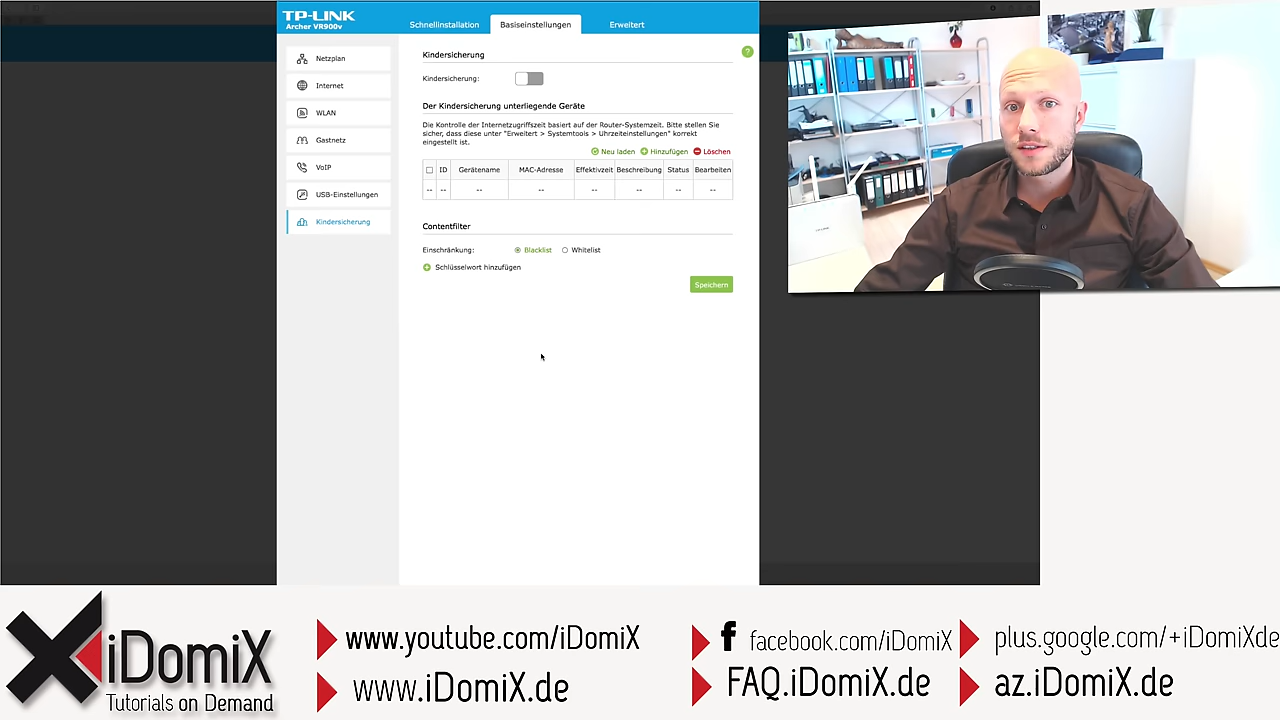 TP-LINK
Archer VR900v
Schnellinstallation
Basiseinstellungen
Erweitert
Netzplan
Internet
WLAN
Gastnetz
VoIP
USB-Einstellungen
Kindersicherung
Kindersicherung
?
Kindersicherung:
Der Kindersicherung unterliegende Geräte
Die Kontrolle der Internetzugriffszeit basiert auf der Router-Systemzeit. Bitte stellen Sie
sicher, dass diese unter "Erweitert > Systemtools > Uhrzeiteinstellungen" korrekt
eingestellt ist.
Neu laden Hinzufügen Löschen
ID Gerätename MAC-Adresse Effektivzeit Beschreibung Status Bearbeiten
-- -- -- -- -- -- -- --
Contentfilter
Einschränkung: Blacklist Whitelist
Schlüsselwort hinzufügen
Speichern
iDomiX
Tutorials on Demand
www.youtube.com/iDomiX
www.iDomiX.de
f facebook.com/iDomiX
FAQ.iDomiX.de
plus.google.com/+iDomiXde
az.iDomiX.de